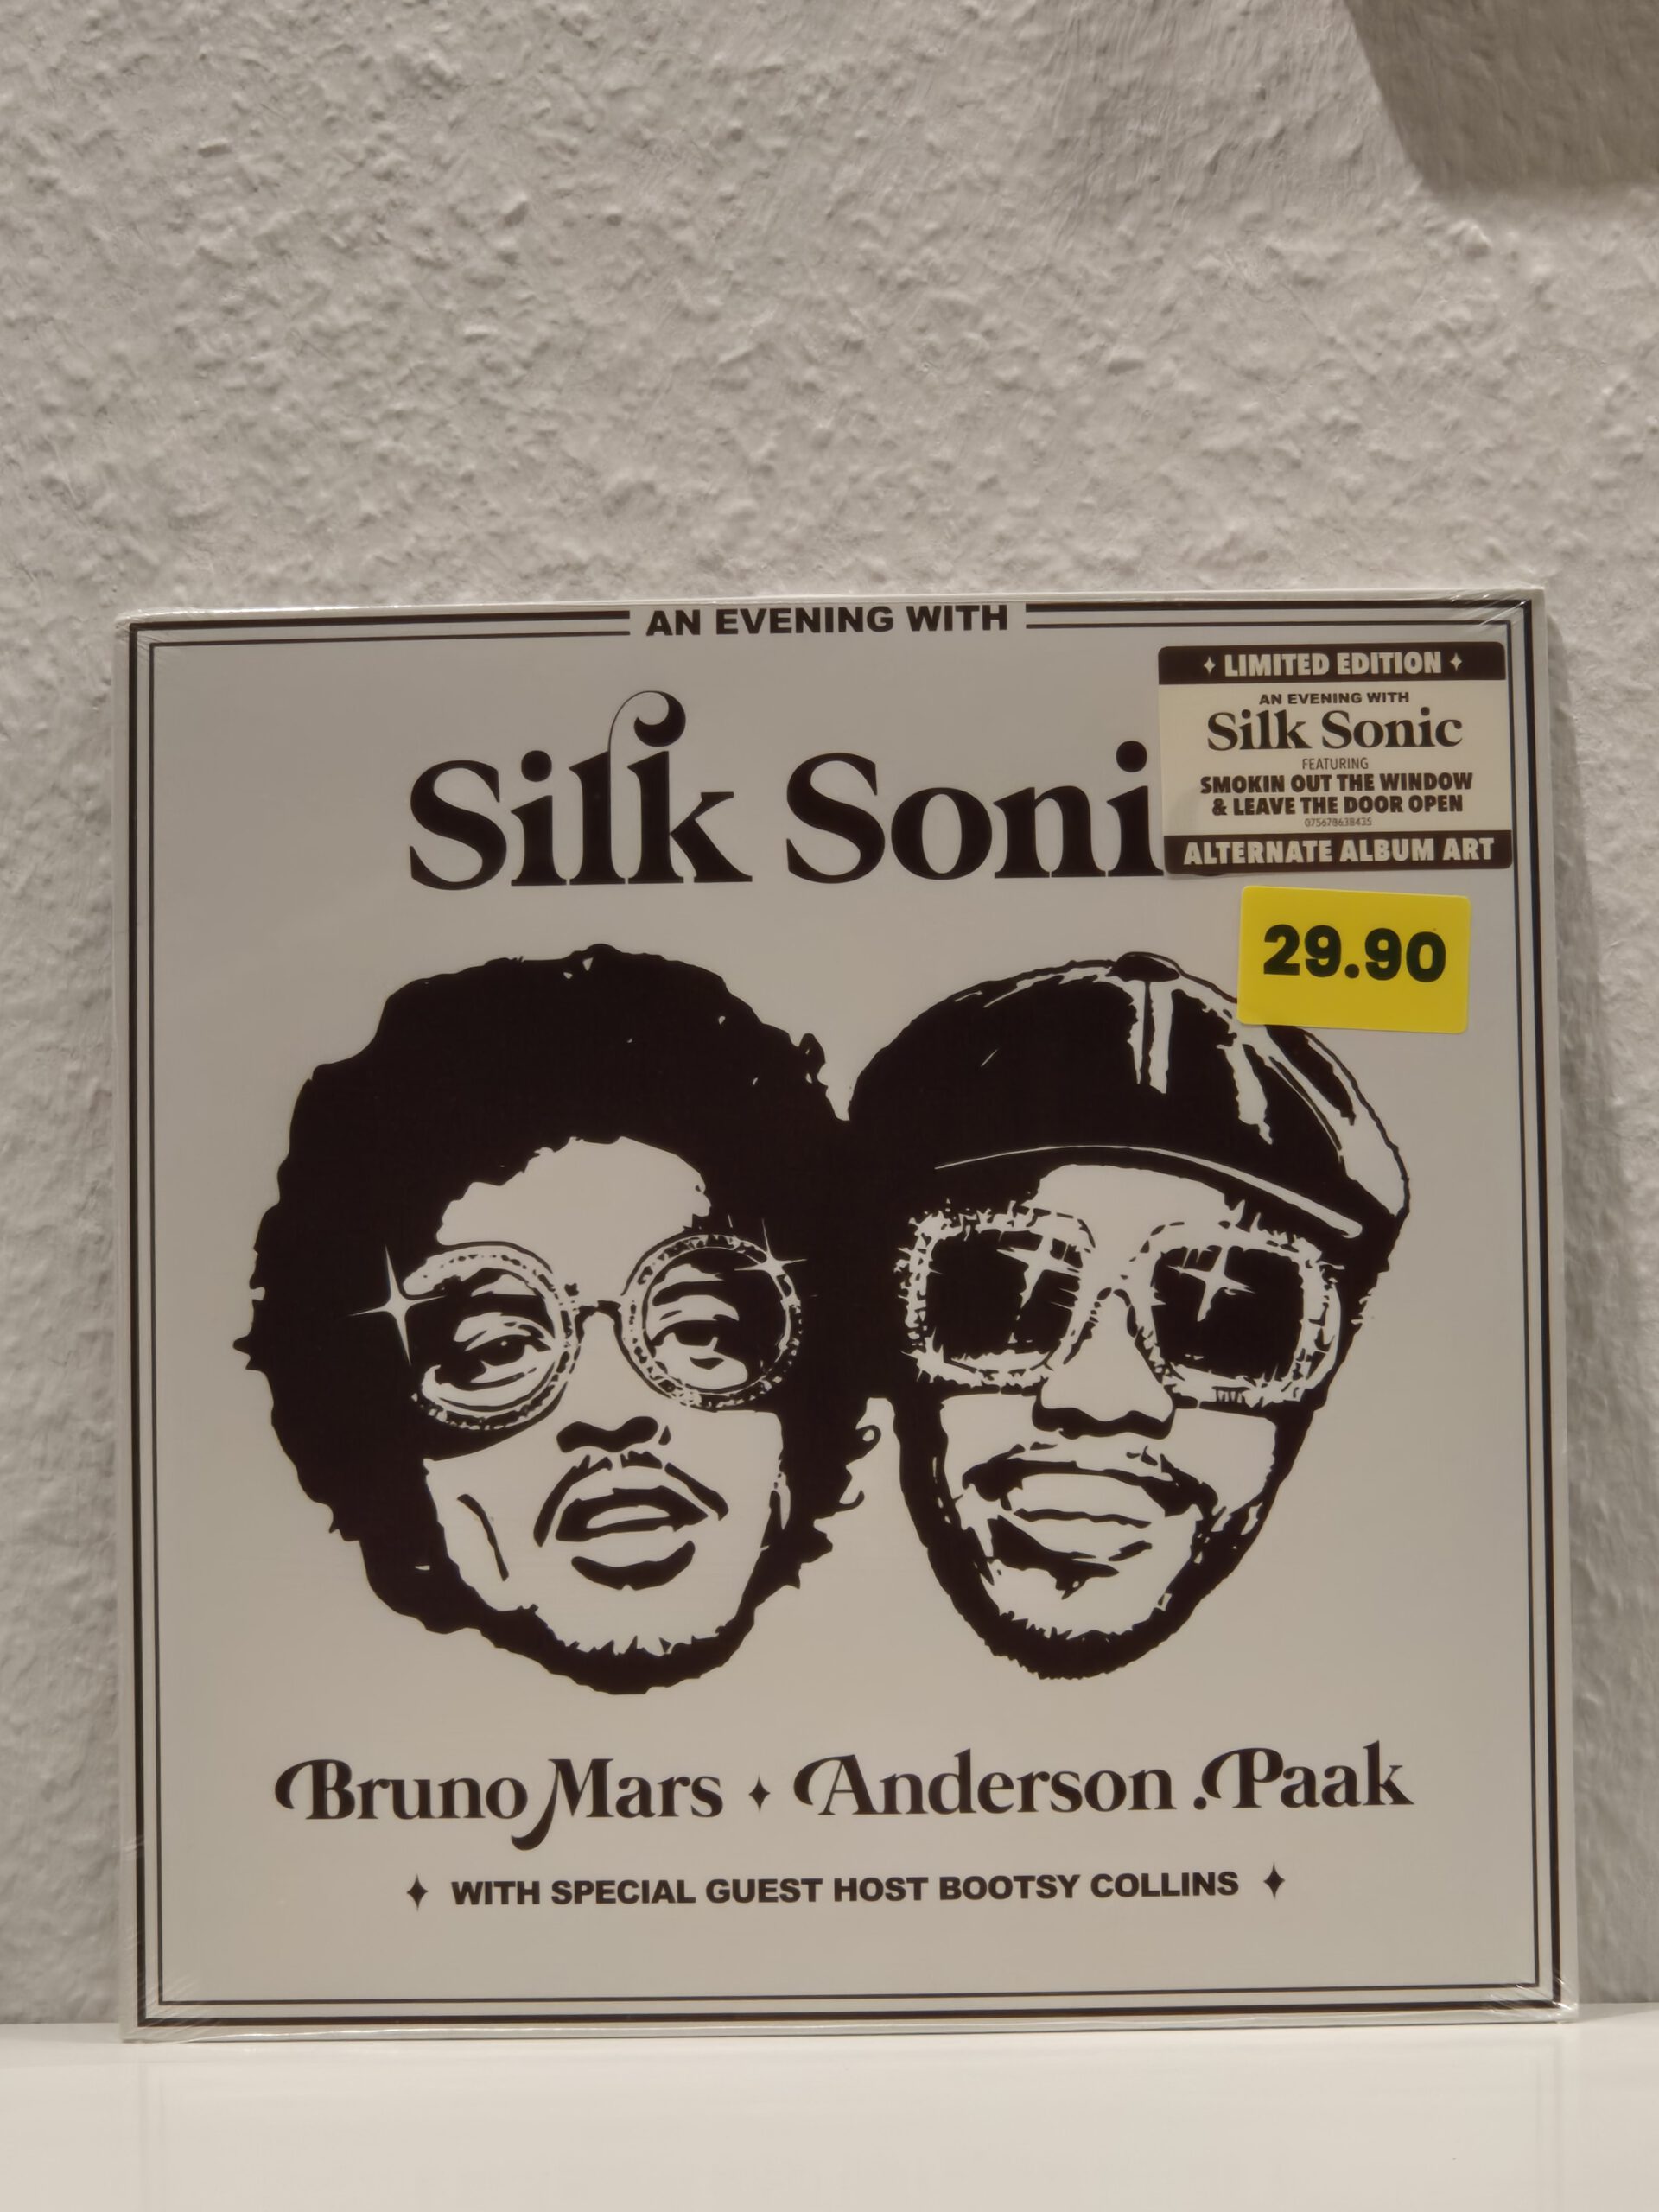 AN EVENING WITH
Silk Soni
LIMITED EDITION
AN EVENING WITH
Silk Sonic
FEATURING
SMOKIN OUT THE WINDOW
& LEAVE THE DOOR OPEN
075678638435
ALTERNATE ALBUM ART
29.90
Bruno Mars Anderson .Paak
WITH SPECIAL GUEST HOST BOOTSY COLLINS